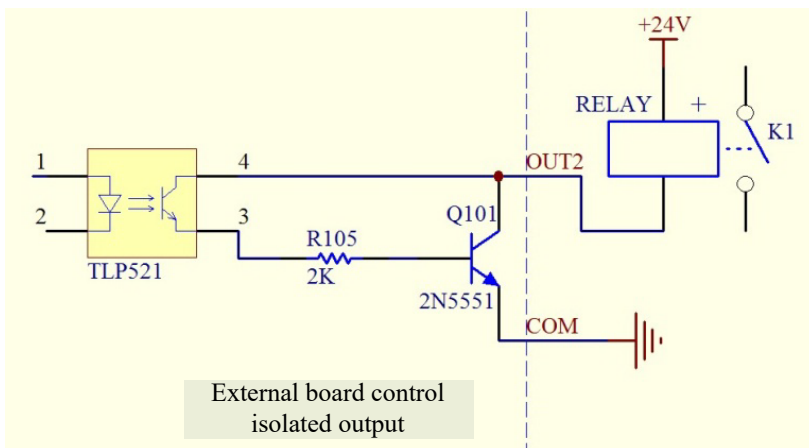 +24V
RELAY +
K1
1
4
OUT2
2
3
Q101
R105
TLP521
2K
2N5551
COM
External board control
isolated output